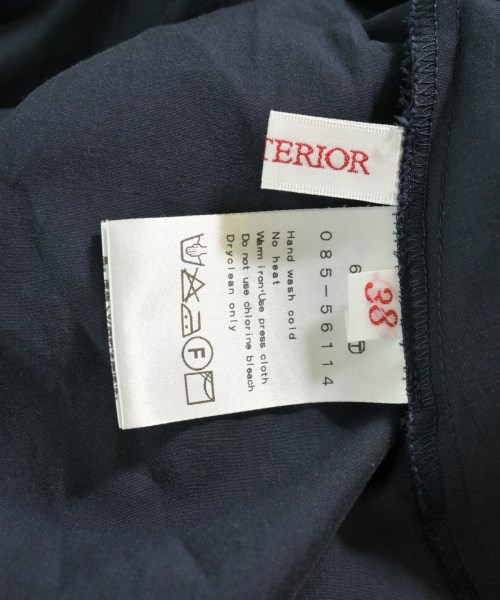 TERIOR
38
6
085-56114
Hand wash cold
No heat
Warm iron·Use press cloth
Do not use chlorine bleach
Dryclean only
F